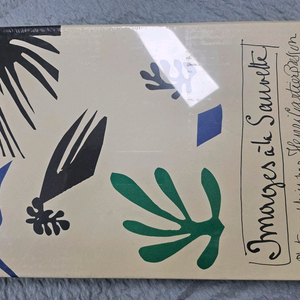 Images à la Sauvette
Henri Cartier Bresson